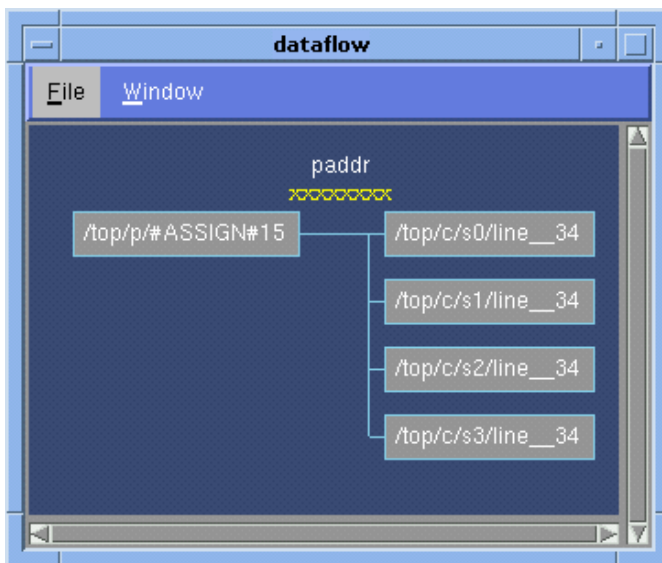 dataflow
File Window
paddr
xxxxxxxxx
/top/p/#ASSIGN#15 /top/c/s0/line__34
/top/c/s1/line__34
/top/c/s2/line__34
/top/c/s3/line__34